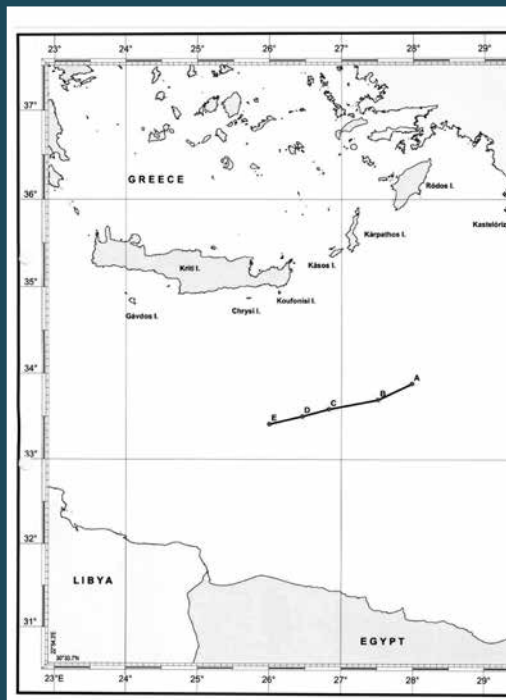 23° 24° 25° 26° 27° 28° 29°
37°
GREECE
Ródos I.
36°
Kastelóriz
Kárpathos I.
Kásos I.
Kriti I.
35°
Koufonisi I.
Gávdos I.
Chrysi I.
34°
A
B
C
D
E
33°
32°
LIBYA
31°
EGYPT
23°E 24° 25° 26° 27° 28° 29°